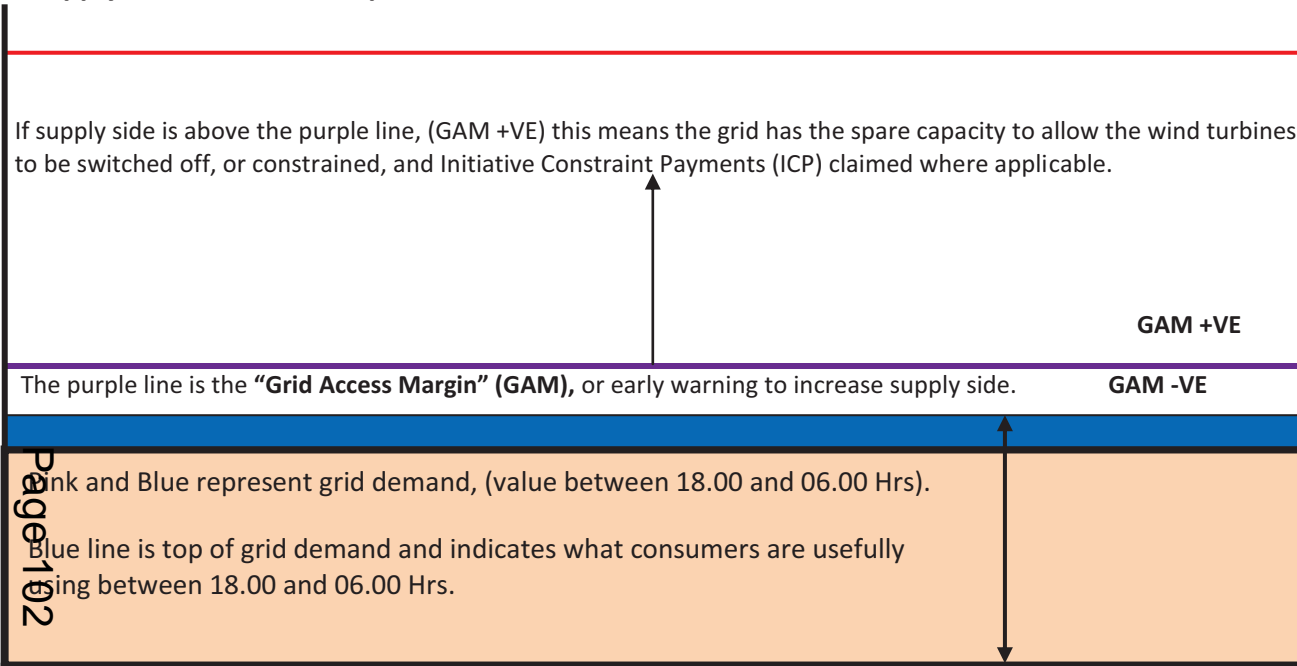 If supply side is above the purple line, (GAM +VE) this means the grid has the spare capacity to allow the wind turbines
to be switched off, or constrained, and Initiative Constraint Payments (ICP) claimed where applicable.
GAM +VE
The purple line is the “Grid Access Margin” (GAM), or early warning to increase supply side. GAM -VE
Pink and Blue represent grid demand, (value between 18.00 and 06.00 Hrs).
Blue line is top of grid demand and indicates what consumers are usefully
using between 18.00 and 06.00 Hrs.
Page 102